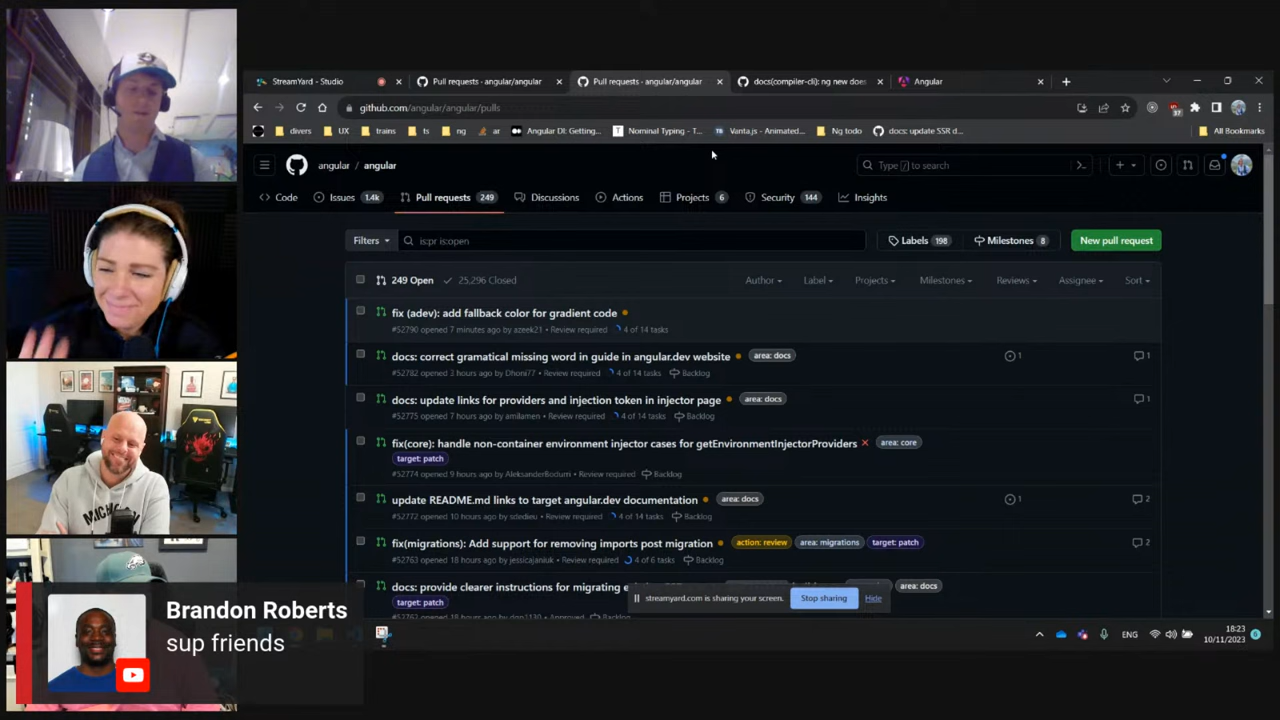 StreamYard - Studio
Pull requests · angular/angular
Pull requests · angular/angular
docs(compiler-cli): ng new does
Angular
github.com/angular/angular/pulls
37
divers
UX
trains
ts
ng
ar
Angular DI: Getting...
Nominal Typing - T...
Vanta.js - Animated...
Ng todo
docs: update SSR d...
All Bookmarks
angular / angular
Type / to search
Code
Issues 1.4k
Pull requests 249
Discussions
Actions
Projects 6
Security 144
Insights
Filters
is:pr is:open
Labels 198
Milestones 8
New pull request
249 Open
25,296 Closed
Author
Label
Projects
Milestones
Reviews
Assignee
Sort
fix (adev): add fallback color for gradient code
#52790 opened 7 minutes ago by azeek21 • Review required 4 of 14 tasks
docs: correct gramatical missing word in guide in angular.dev website area: docs
1
1
#52782 opened 3 hours ago by Dhoni77 • Review required 4 of 14 tasks Backlog
docs: update links for providers and injection token in injector page area: docs
1
#52775 opened 7 hours ago by amilamen • Review required 4 of 14 tasks Backlog
fix(core): handle non-container environment injector cases for getEnvironmentInjectorProviders area: core
target: patch
#52774 opened 9 hours ago by AleksanderBodurri • Review required Backlog
update README.md links to target angular.dev documentation area: docs
1
2
#52772 opened 10 hours ago by sdedieu • Review required 4 of 14 tasks Backlog
fix(migrations): Add support for removing imports post migration action: review area: migrations target: patch
2
#52763 opened 18 hours ago by jessicajaniuk • Review required 4 of 6 tasks Backlog
docs: provide clearer instructions for migrating
area: docs
target: patch
streamyard.com is sharing your screen.
Stop sharing
Hide
ENG
18:23
10/11/2023
6
MICHIGAN
Brandon Roberts
sup friends